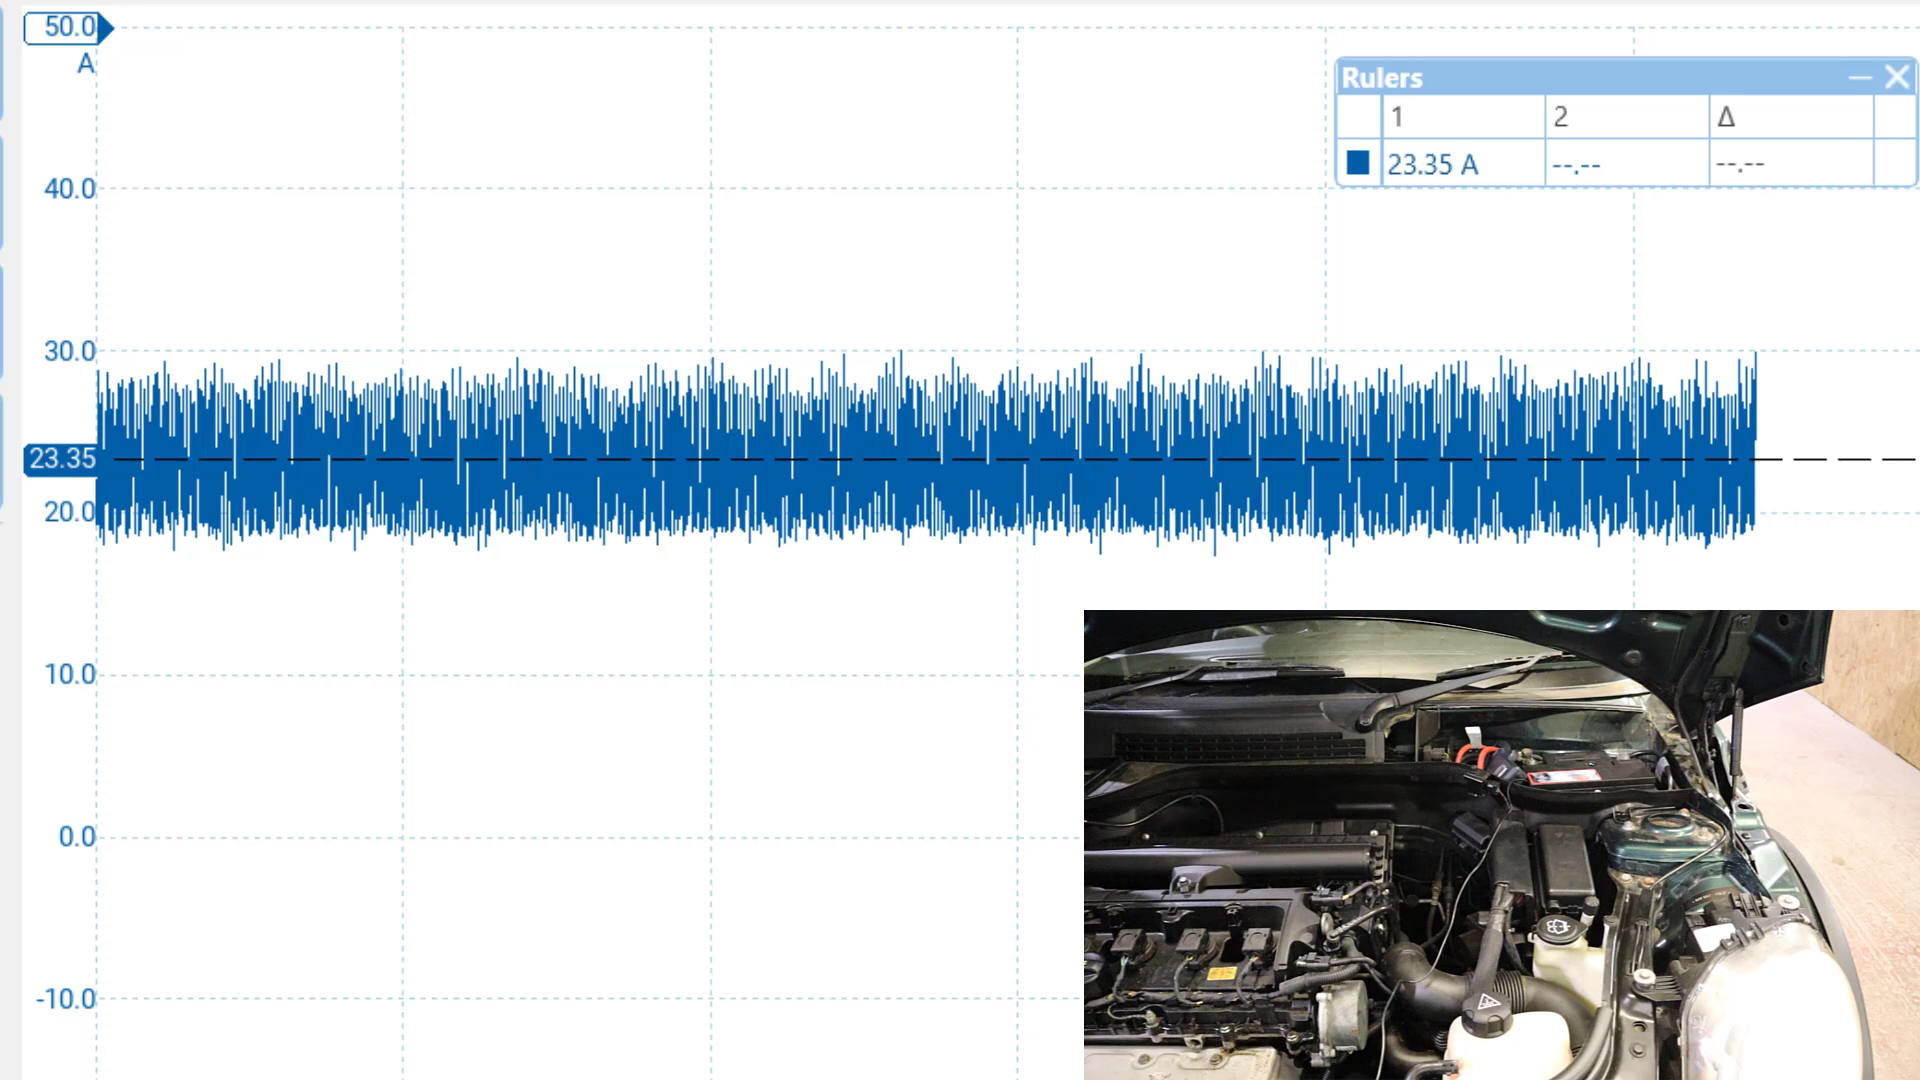 50.0
A
Rulers
1 2 Δ
23.35 A --.-- --.--
40.0
30.0
23.35
20.0
10.0
0.0
-10.0